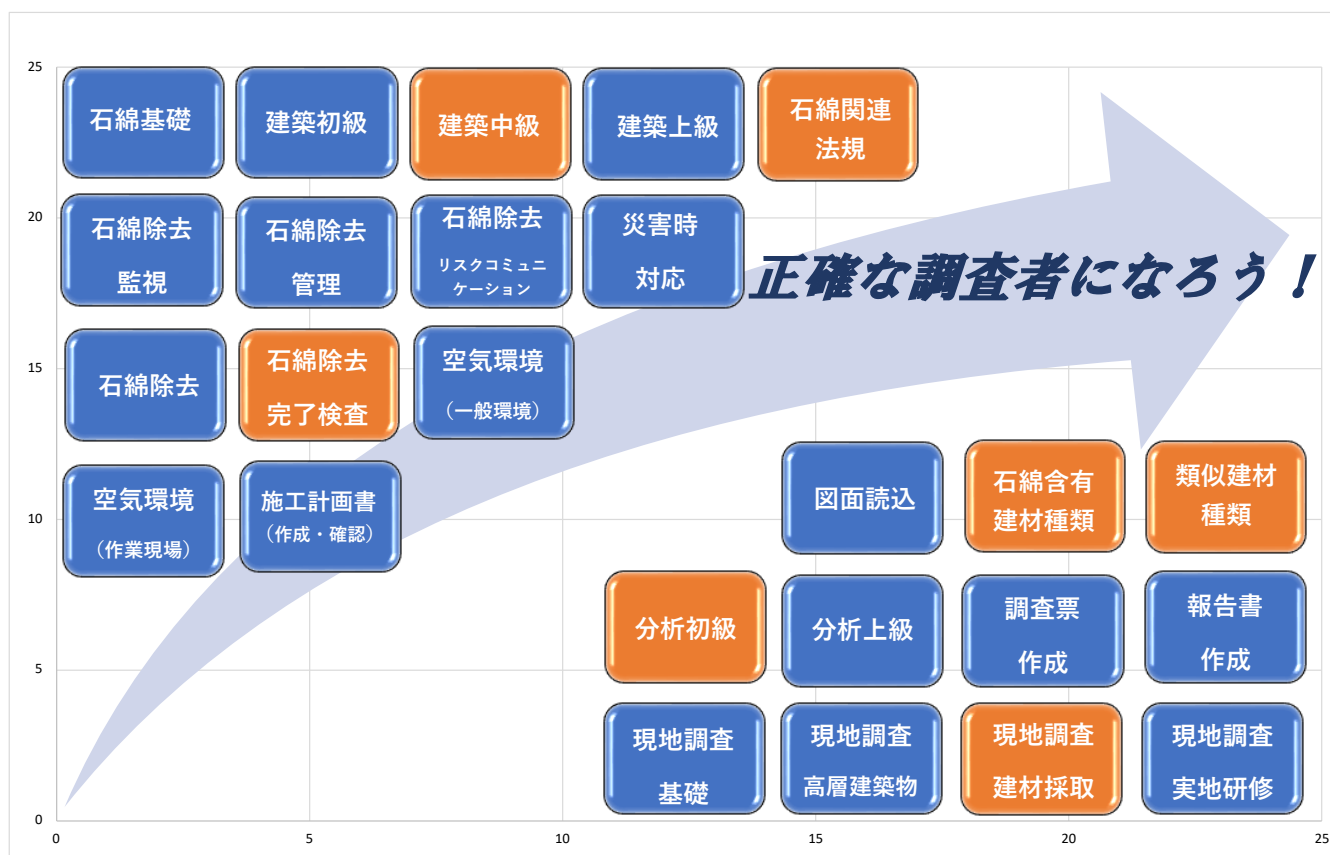 25
石綿基礎
建築初級
建築中級
建築上級
石綿関連
法規
20
石綿除去
監視
石綿除去
管理
石綿除去
リスクコミュニ
ケーション
災害時
対応
正確な調査者になろう！
15
石綿除去
石綿除去
完了検査
空気環境
（一般環境）
10
空気環境
（作業現場）
施工計画書
（作成・確認）
図面読込
石綿含有
建材種類
類似建材
種類
5
分析初級
分析上級
調査票
作成
報告書
作成
現地調査
基礎
現地調査
高層建築物
現地調査
建材採取
現地調査
実地研修
0
0 5 10 15 20 25